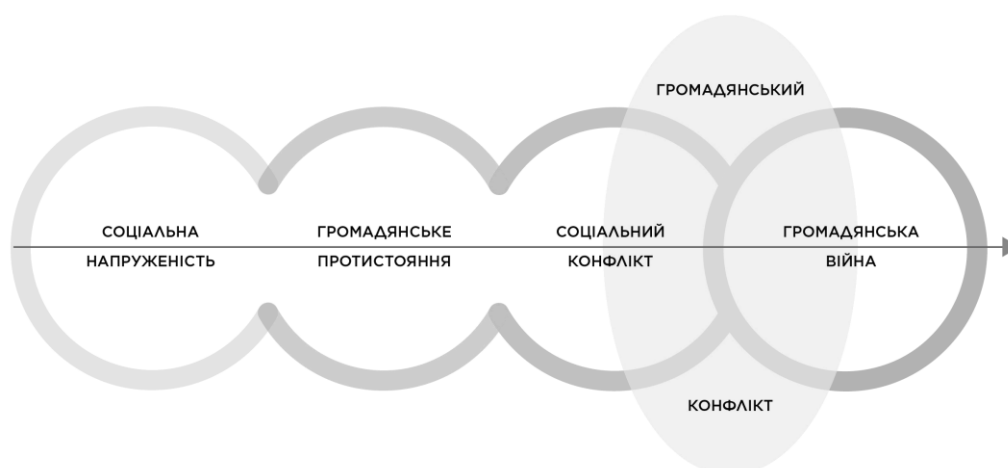 ГРОМАДЯНСЬКИЙ
СОЦІАЛЬНА
НАПРУЖЕНІСТЬ
ГРОМАДЯНСЬКЕ
ПРОТИСТОЯННЯ
СОЦІАЛЬНИЙ
КОНФЛІКТ
ГРОМАДЯНСЬКА
ВІЙНА
КОНФЛІКТ